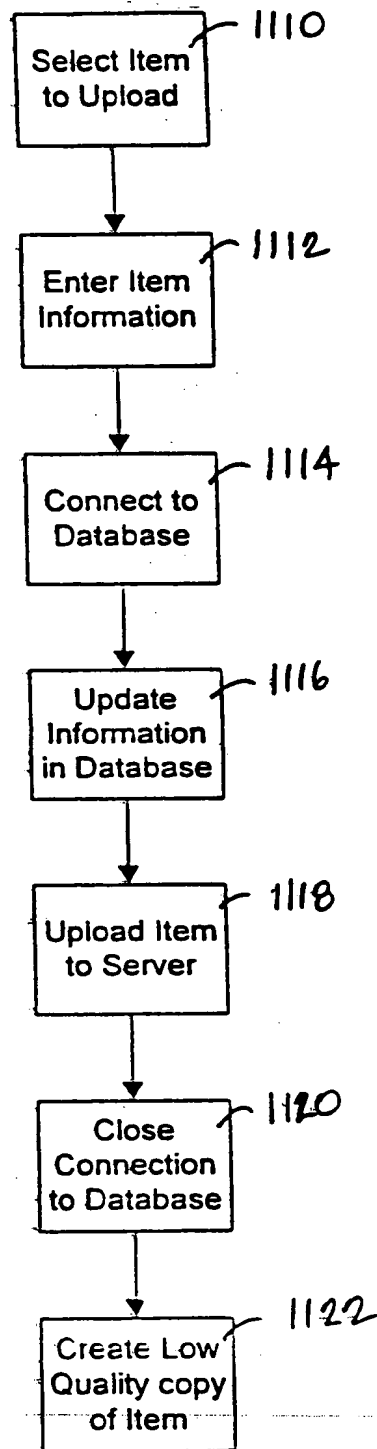 1110
Select Item
to Upload
1112
Enter Item
Information
1114
Connect to
Database
1116
Update
Information
in Database
1118
Upload Item
to Server
1120
Close
Connection
to Database
1122
Create Low
Quality copy
of Item